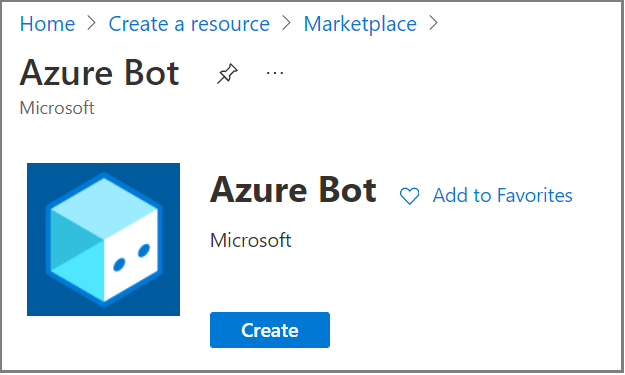 Home > Create a resource > Marketplace >
Azure Bot ...
Microsoft
Azure Bot Add to Favorites
Microsoft
Create